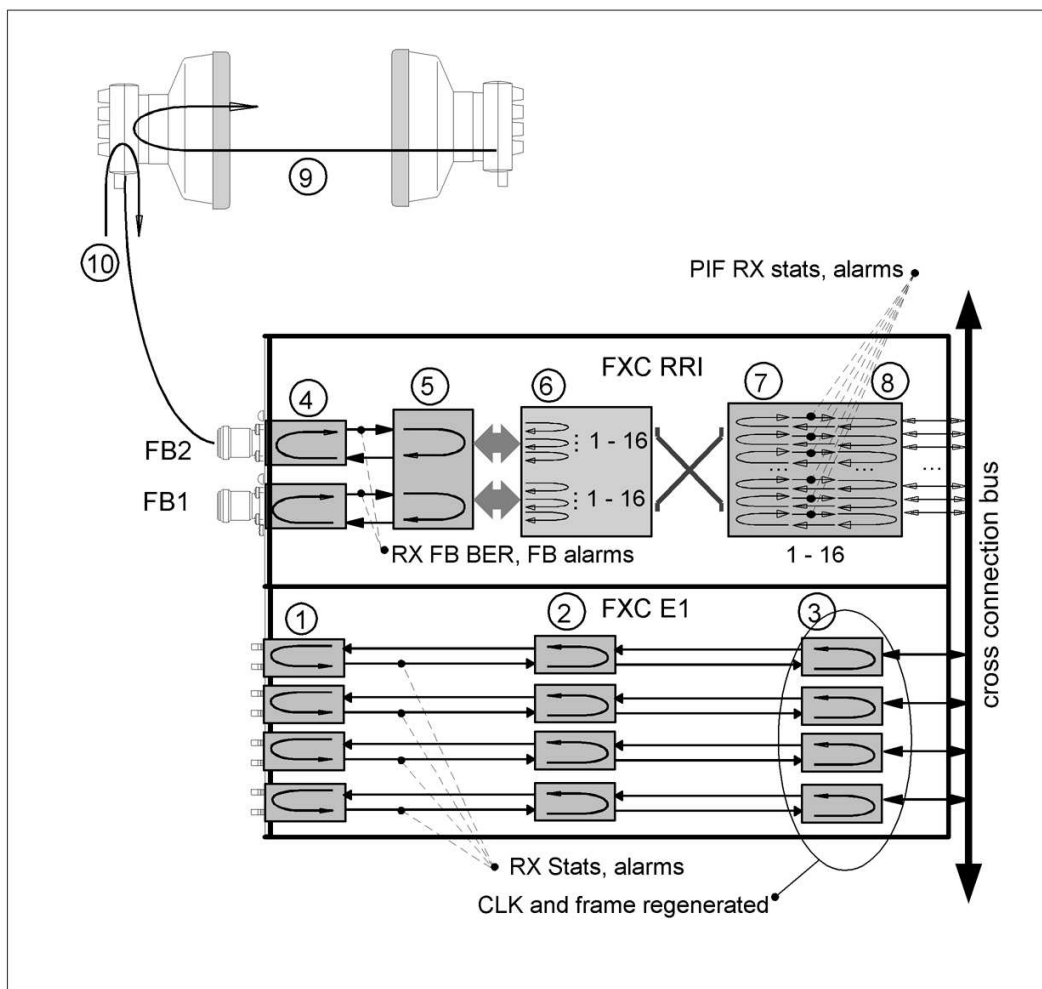 9
10
PIF RX stats, alarms
FXC RRI
4
5
6
7
8
FB2
1 - 16
FB1
1 - 16
... ... ...
RX FB BER, FB alarms
1 - 16
FXC E1
1
2
3
cross connection bus
RX Stats, alarms
CLK and frame regenerated